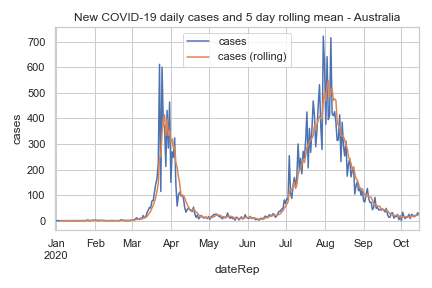 New COVID-19 daily cases and 5 day rolling mean - Australia
cases
cases (rolling)
700
600
500
400
300
200
100
0
cases
Jan Feb Mar Apr May Jun Jul Aug Sep Oct
2020
dateRep